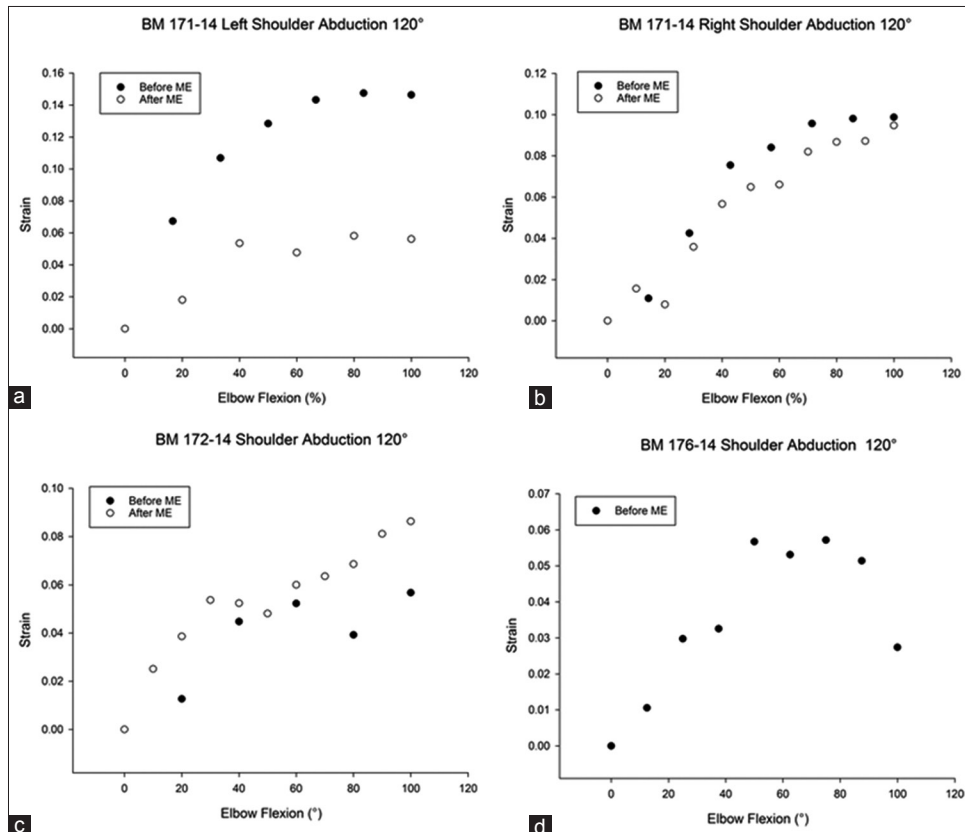 BM 171-14 Left Shoulder Abduction 120°
Before ME
After ME
Strain
0.16
0.14
0.12
0.10
0.08
0.06
0.04
0.02
0.00
0 20 40 60 80 100 120
Elbow Flexion (%)
a
BM 171-14 Right Shoulder Abduction 120°
Before ME
After ME
Strain
0.12
0.10
0.08
0.06
0.04
0.02
0.00
0 20 40 60 80 100 120
Elbow Flexion (%)
b
BM 172-14 Shoulder Abduction 120°
Before ME
After ME
Strain
0.10
0.08
0.06
0.04
0.02
0.00
0 20 40 60 80 100 120
Elbow Flexion (°)
c
BM 176-14 Shoulder Abduction 120°
Before ME
Strain
0.07
0.06
0.05
0.04
0.03
0.02
0.01
0.00
0 20 40 60 80 100 120
Elbow Flexion (°)
d